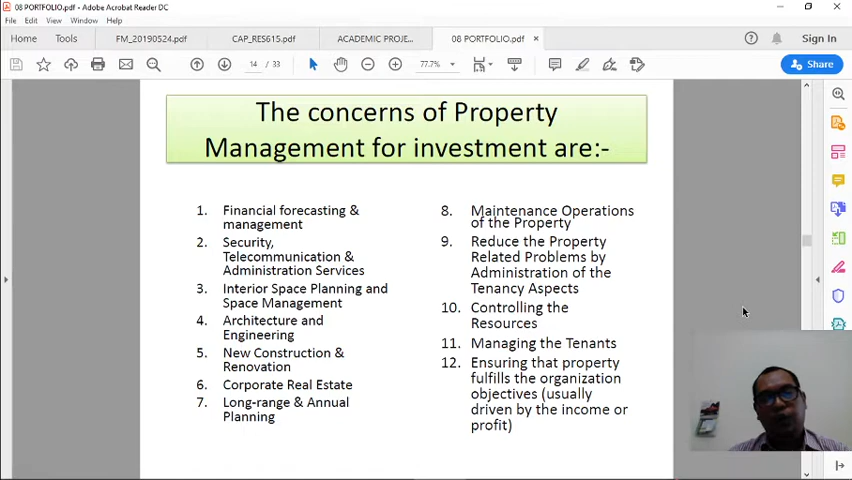 08 PORTFOLIO.pdf - Adobe Acrobat Reader DC
File Edit View Window Help
Home Tools FM_20190524.pdf CAP_RES615.pdf ACADEMIC PROJE... 08 PORTFOLIO.pdf × Sign In
14 / 33 77.7% Share
The concerns of Property
Management for investment are:-
1. Financial forecasting &
management
2. Security,
Telecommunication &
Administration Services
3. Interior Space Planning and
Space Management
4. Architecture and
Engineering
5. New Construction &
Renovation
6. Corporate Real Estate
7. Long-range & Annual
Planning
8. Maintenance Operations
of the Property
9. Reduce the Property
Related Problems by
Administration of the
Tenancy Aspects
10. Controlling the
Resources
11. Managing the Tenants
12. Ensuring that property
fulfills the organization
objectives (usually
driven by the income or
profit)